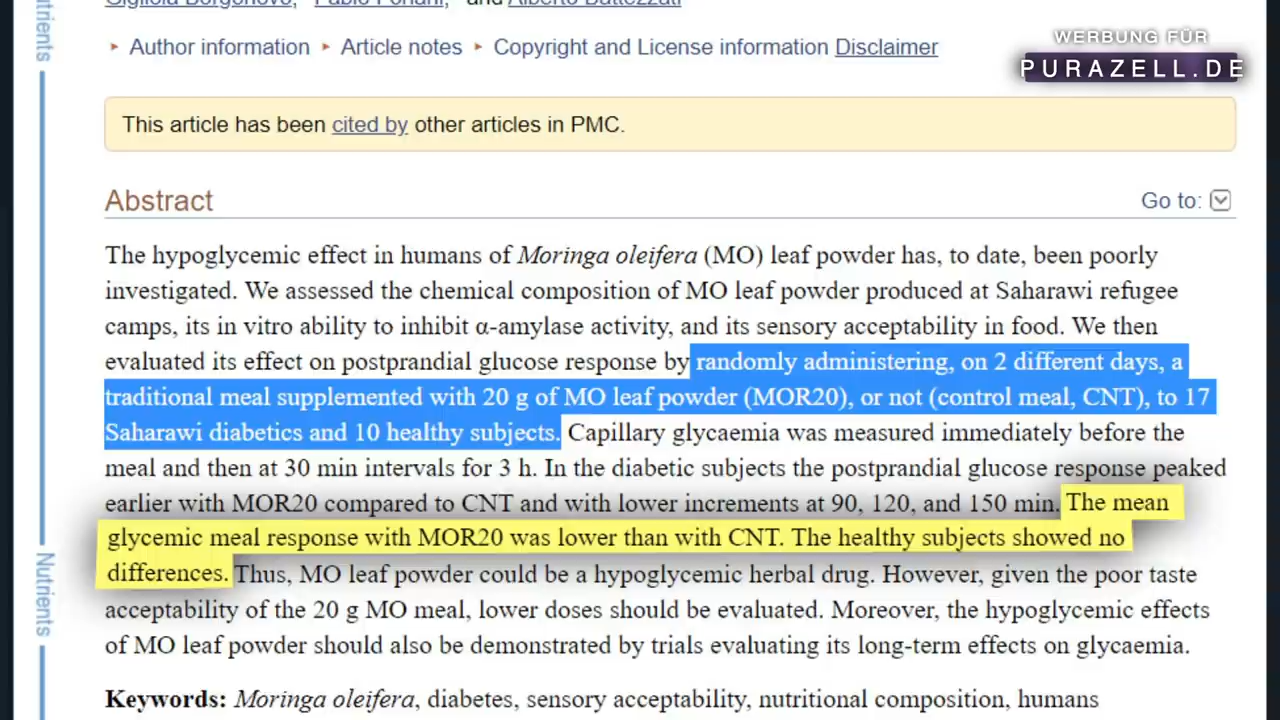 Gigliola Borgonovo, Fabio Forlani, and Alberto Battezzati
Author information Article notes Copyright and License information Disclaimer
WERBUNG FÜR
PURAZELL.DE
This article has been cited by other articles in PMC.
Abstract
Go to:
The hypoglycemic effect in humans of Moringa oleifera (MO) leaf powder has, to date, been poorly
investigated. We assessed the chemical composition of MO leaf powder produced at Saharawi refugee
camps, its in vitro ability to inhibit α-amylase activity, and its sensory acceptability in food. We then
evaluated its effect on postprandial glucose response by randomly administering, on 2 different days, a
traditional meal supplemented with 20 g of MO leaf powder (MOR20), or not (control meal, CNT), to 17
Saharawi diabetics and 10 healthy subjects. Capillary glycaemia was measured immediately before the
meal and then at 30 min intervals for 3 h. In the diabetic subjects the postprandial glucose response peaked
earlier with MOR20 compared to CNT and with lower increments at 90, 120, and 150 min. The mean
glycemic meal response with MOR20 was lower than with CNT. The healthy subjects showed no
differences. Thus, MO leaf powder could be a hypoglycemic herbal drug. However, given the poor taste
acceptability of the 20 g MO meal, lower doses should be evaluated. Moreover, the hypoglycemic effects
of MO leaf powder should also be demonstrated by trials evaluating its long-term effects on glycaemia.
Keywords: Moringa oleifera, diabetes, sensory acceptability, nutritional composition, humans
Nutrients